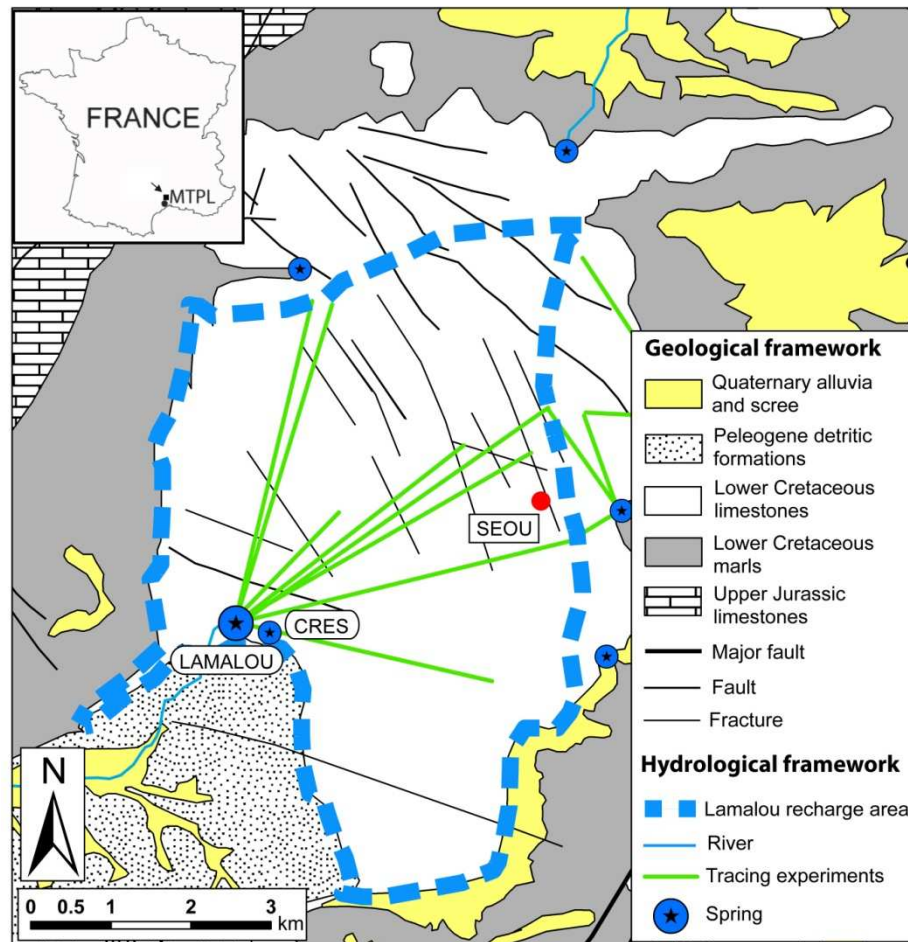 FRANCE
MTPL
SEOU
CRES
LAMALOU
N
0 0.5 1 2 3
km
Geological framework
Quaternary alluvia
and scree
Peleogene detritic
formations
Lower Cretaceous
limestones
Lower Cretaceous
marls
Upper Jurassic
limestones
Major fault
Fault
Fracture
Hydrological framework
Lamalou recharge area
River
Tracing experiments
Spring